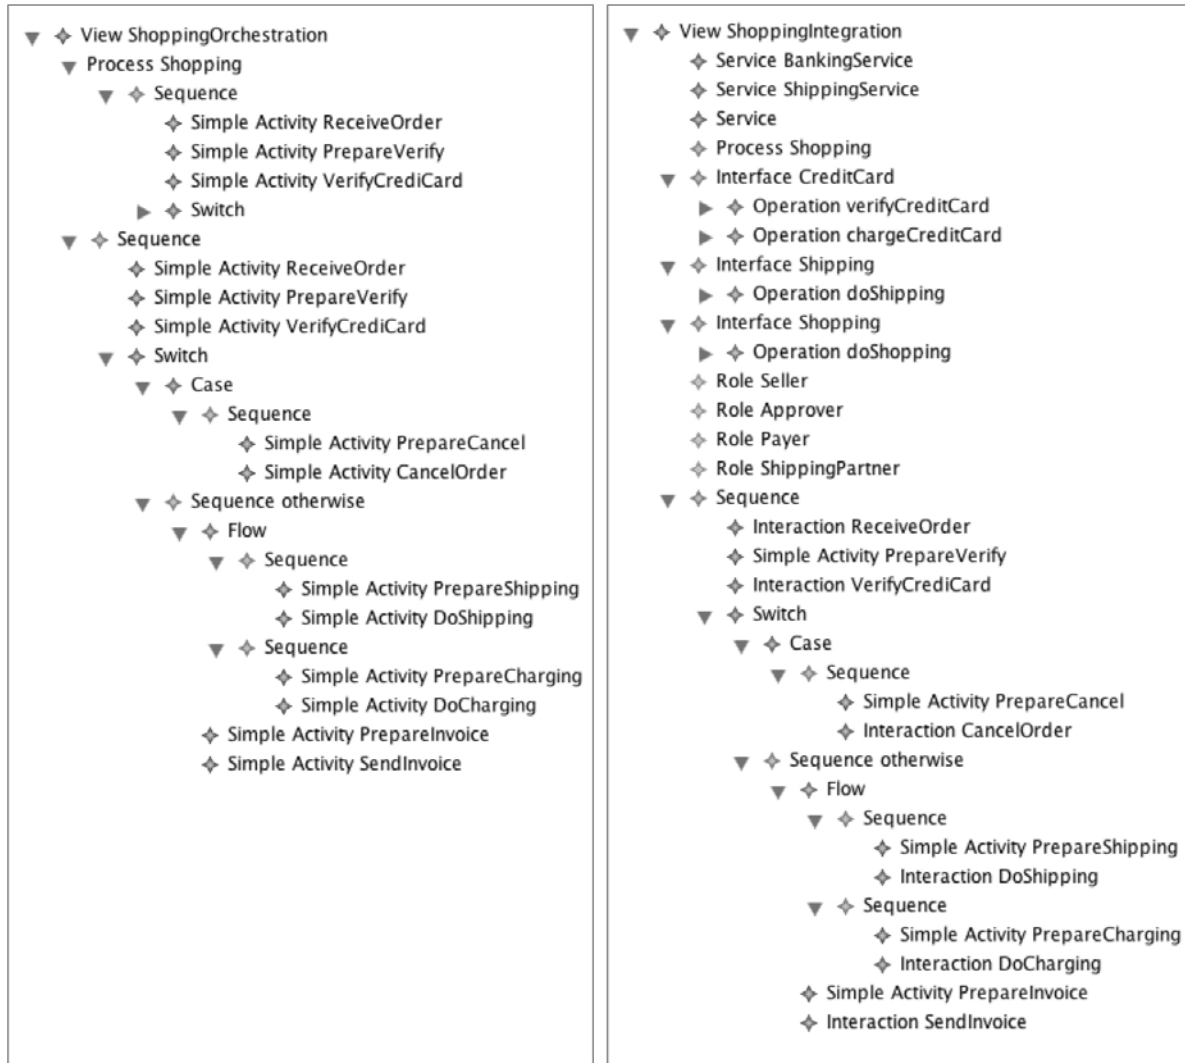 View ShoppingOrchestration
Process Shopping
Sequence
Simple Activity ReceiveOrder
Simple Activity PrepareVerify
Simple Activity VerifyCrediCard
Switch
Sequence
Simple Activity ReceiveOrder
Simple Activity PrepareVerify
Simple Activity VerifyCrediCard
Switch
Case
Sequence
Simple Activity PrepareCancel
Simple Activity CancelOrder
Sequence otherwise
Flow
Sequence
Simple Activity PrepareShipping
Simple Activity DoShipping
Sequence
Simple Activity PrepareCharging
Simple Activity DoCharging
Simple Activity PrepareInvoice
Simple Activity SendInvoice
View ShoppingIntegration
Service BankingService
Service ShippingService
Service
Process Shopping
Interface CreditCard
Operation verifyCreditCard
Operation chargeCreditCard
Interface Shipping
Operation doShipping
Interface Shopping
Operation doShopping
Role Seller
Role Approver
Role Payer
Role ShippingPartner
Sequence
Interaction ReceiveOrder
Simple Activity PrepareVerify
Interaction VerifyCrediCard
Switch
Case
Sequence
Simple Activity PrepareCancel
Interaction CancelOrder
Sequence otherwise
Flow
Sequence
Simple Activity PrepareShipping
Interaction DoShipping
Sequence
Simple Activity PrepareCharging
Interaction DoCharging
Simple Activity PrepareInvoice
Interaction SendInvoice